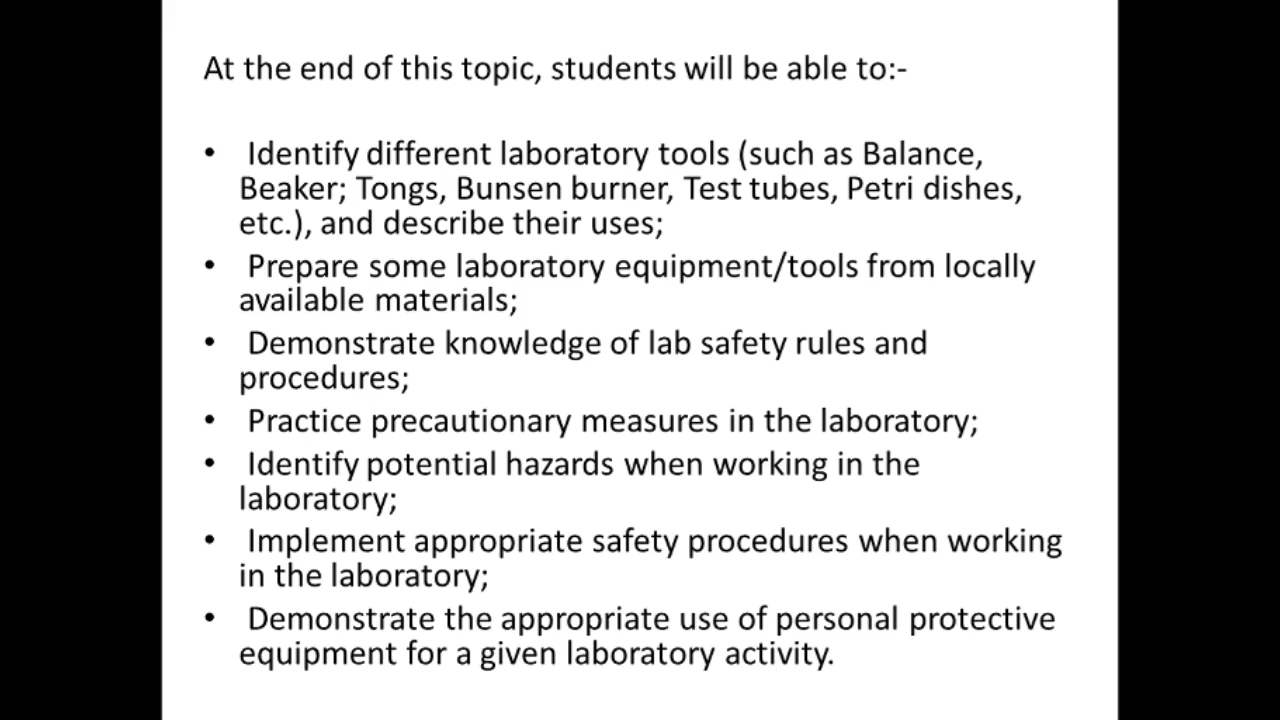 At the end of this topic, students will be able to:-
• Identify different laboratory tools (such as Balance,
Beaker; Tongs, Bunsen burner, Test tubes, Petri dishes,
etc.), and describe their uses;
• Prepare some laboratory equipment/tools from locally
available materials;
• Demonstrate knowledge of lab safety rules and
procedures;
• Practice precautionary measures in the laboratory;
• Identify potential hazards when working in the
laboratory;
• Implement appropriate safety procedures when working
in the laboratory;
• Demonstrate the appropriate use of personal protective
equipment for a given laboratory activity.